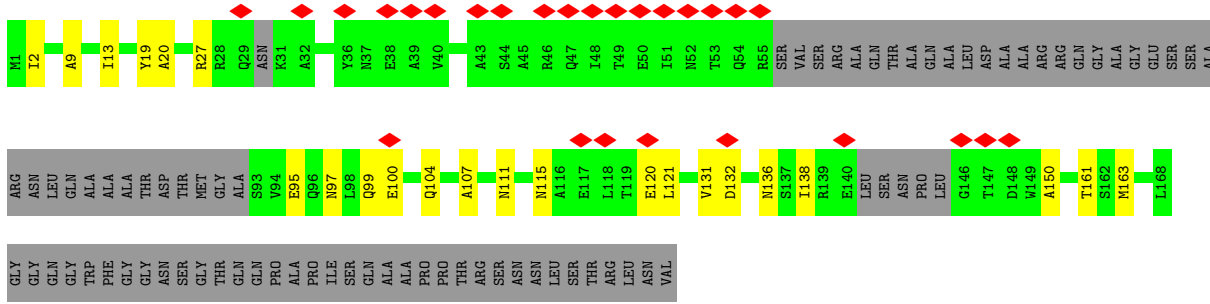 M1 I2 A9 I13 Y19 A20 R27 R28 Q29 ASN K31 A32 Y36 N37 E38 A39 V40 A43 S44 A45 R46 Q47 I48 T49 E50 I51 N52 T53 Q54 R55 SER VAL SER ARG ALA GLN THR ALA GLN ALA LEU ASP ALA ALA ALA ARG ARG GLN GLY ALA GLY GLU SER SER ALA
ARG ASN LEU GLN ALA ALA ALA THR ASP THR MET GLY ALA S93 V94 E95 Q96 N97 L98 Q99 E100 Q104 A107 N111 N115 A116 E117 L118 T119 E120 L121 V131 D132 N136 S137 I138 R139 E140 LEU SER ASN PRO LEU G146 T147 D148 W149 A150 T161 S162 M163 L168
GLY GLY GLN GLY TRP PHE GLY GLY ASN SER GLY THR GLN GLN PRO ALA PRO ILE SER GLN ALA ALA PRO PRO THR ARG SER ASN ASN LEU SER THR ARG LEU ASN VAL